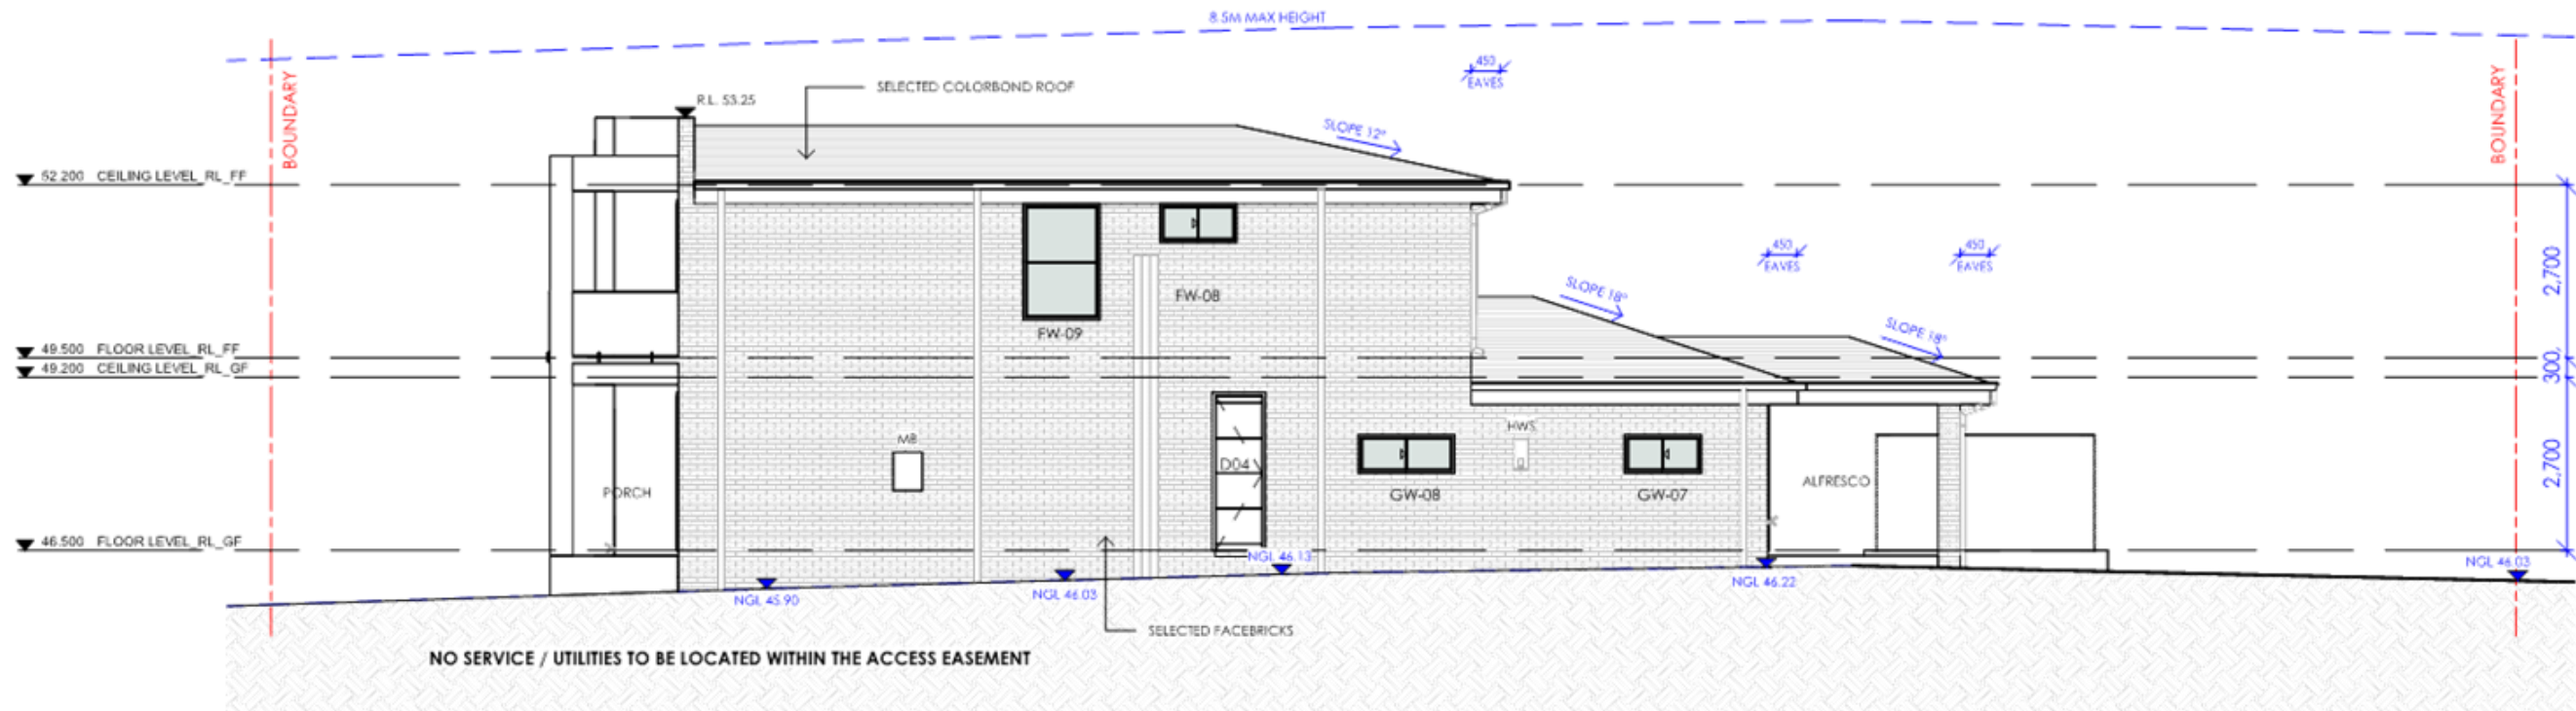 8.5M MAX HEIGHT
450
EAVES
BOUNDARY
BOUNDARY
SELECTED COLORBOND ROOF
R.L. 53.25
SLOPE 12°
52.200 CEILING LEVEL_RL_FF
450
EAVES
450
EAVES
2,700
SLOPE 18°
FW-08
SLOPE 18°
FW-09
49.500 FLOOR LEVEL_RL_FF
300
49.200 CEILING LEVEL_RL_GF
HWS
MB
D04
2,700
ALFRESCO
PORCH
GW-08
GW-07
46.500 FLOOR LEVEL_RL_GF
NGL 46.13
NGL 46.03
NGL 46.22
NGL 45.90
NGL 46.03
SELECTED FACEBRICKS
NO SERVICE / UTILITIES TO BE LOCATED WITHIN THE ACCESS EASEMENT